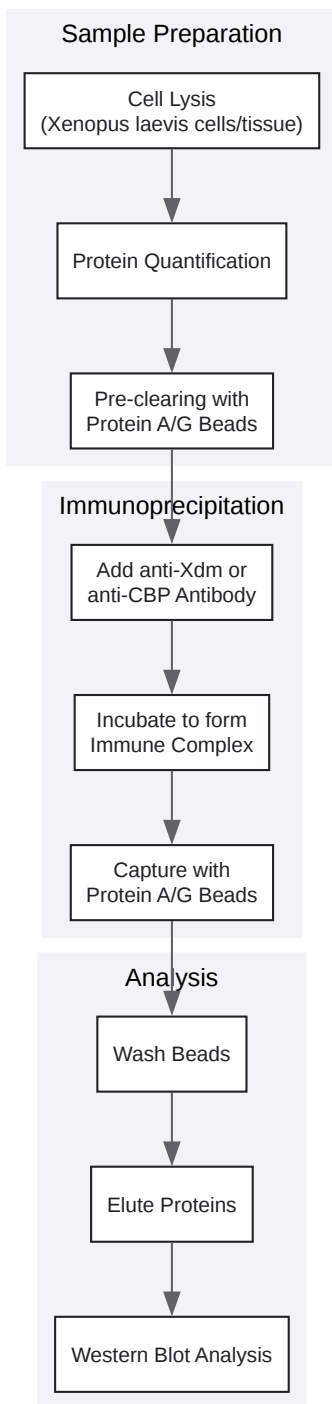 Sample Preparation
Cell Lysis
(Xenopus laevis cells/tissue)
Protein Quantification
Pre-clearing with
Protein A/G Beads
Immunoprecipitation
Add anti-Xdm or
anti-CBP Antibody
Incubate to form
Immune Complex
Capture with
Protein A/G Beads
Analysis
Wash Beads
Elute Proteins
Western Blot Analysis